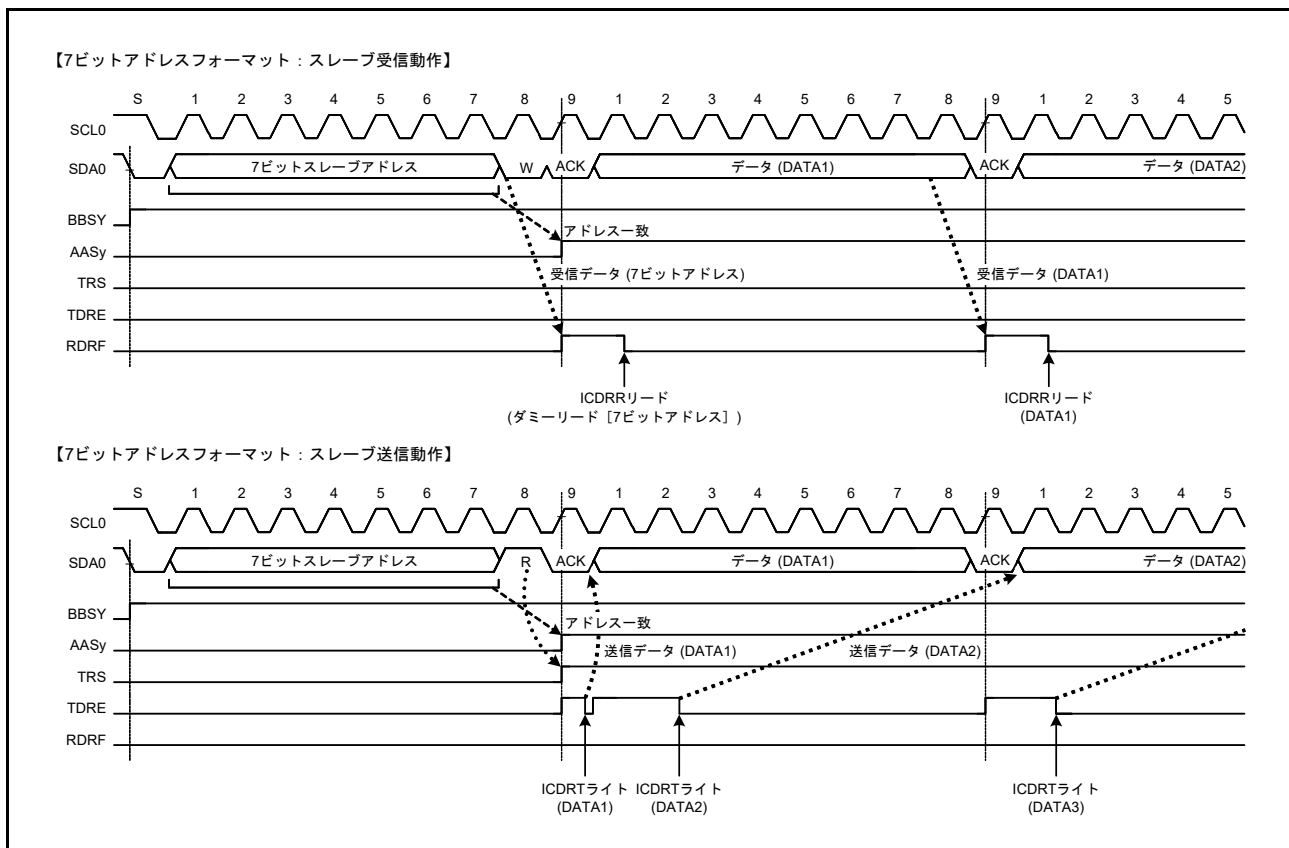 【7ビットアドレスフォーマット：スレーブ受信動作】
S 1 2 3 4 5 6 7 8 9 1 2 3 4 5 6 7 8 9 1 2 3 4 5
SCL0
SDA0 7ビットスレーブアドレス W ACK データ (DATA1) ACK データ (DATA2)
BBSY
アドレス一致
AASy
受信データ (7ビットアドレス) 受信データ (DATA1)
TRS
TDRE
RDRF
ICDRRリード ICDRRリード
(ダミーリード［7ビットアドレス］) (DATA1)
【7ビットアドレスフォーマット：スレーブ送信動作】
S 1 2 3 4 5 6 7 8 9 1 2 3 4 5 6 7 8 9 1 2 3 4 5
SCL0
SDA0 7ビットスレーブアドレス R ACK データ (DATA1) ACK データ (DATA2)
BBSY
アドレス一致
AASy
送信データ (DATA1) 送信データ (DATA2)
TRS
TDRE
RDRF
ICDRTライト ICDRTライト ICDRTライト
(DATA1) (DATA2) (DATA3)